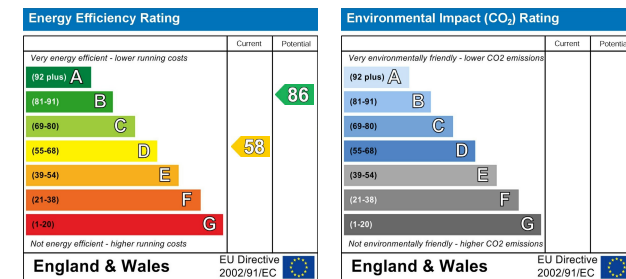 Energy Efficiency Rating
Current Potential
Very energy efficient - lower running costs
(92 plus) A
(81-91) B
86
(69-80) C
(55-68) D
58
(39-54) E
(21-38) F
(1-20) G
Not energy efficient - higher running costs
England & Wales
EU Directive
2002/91/EC
Environmental Impact (CO₂) Rating
Current Potential
Very environmentally friendly - lower CO2 emissions
(92 plus) A
(81-91) B
(69-80) C
(55-68) D
(39-54) E
(21-38) F
(1-20) G
Not environmentally friendly - higher CO2 emissions
England & Wales
EU Directive
2002/91/EC